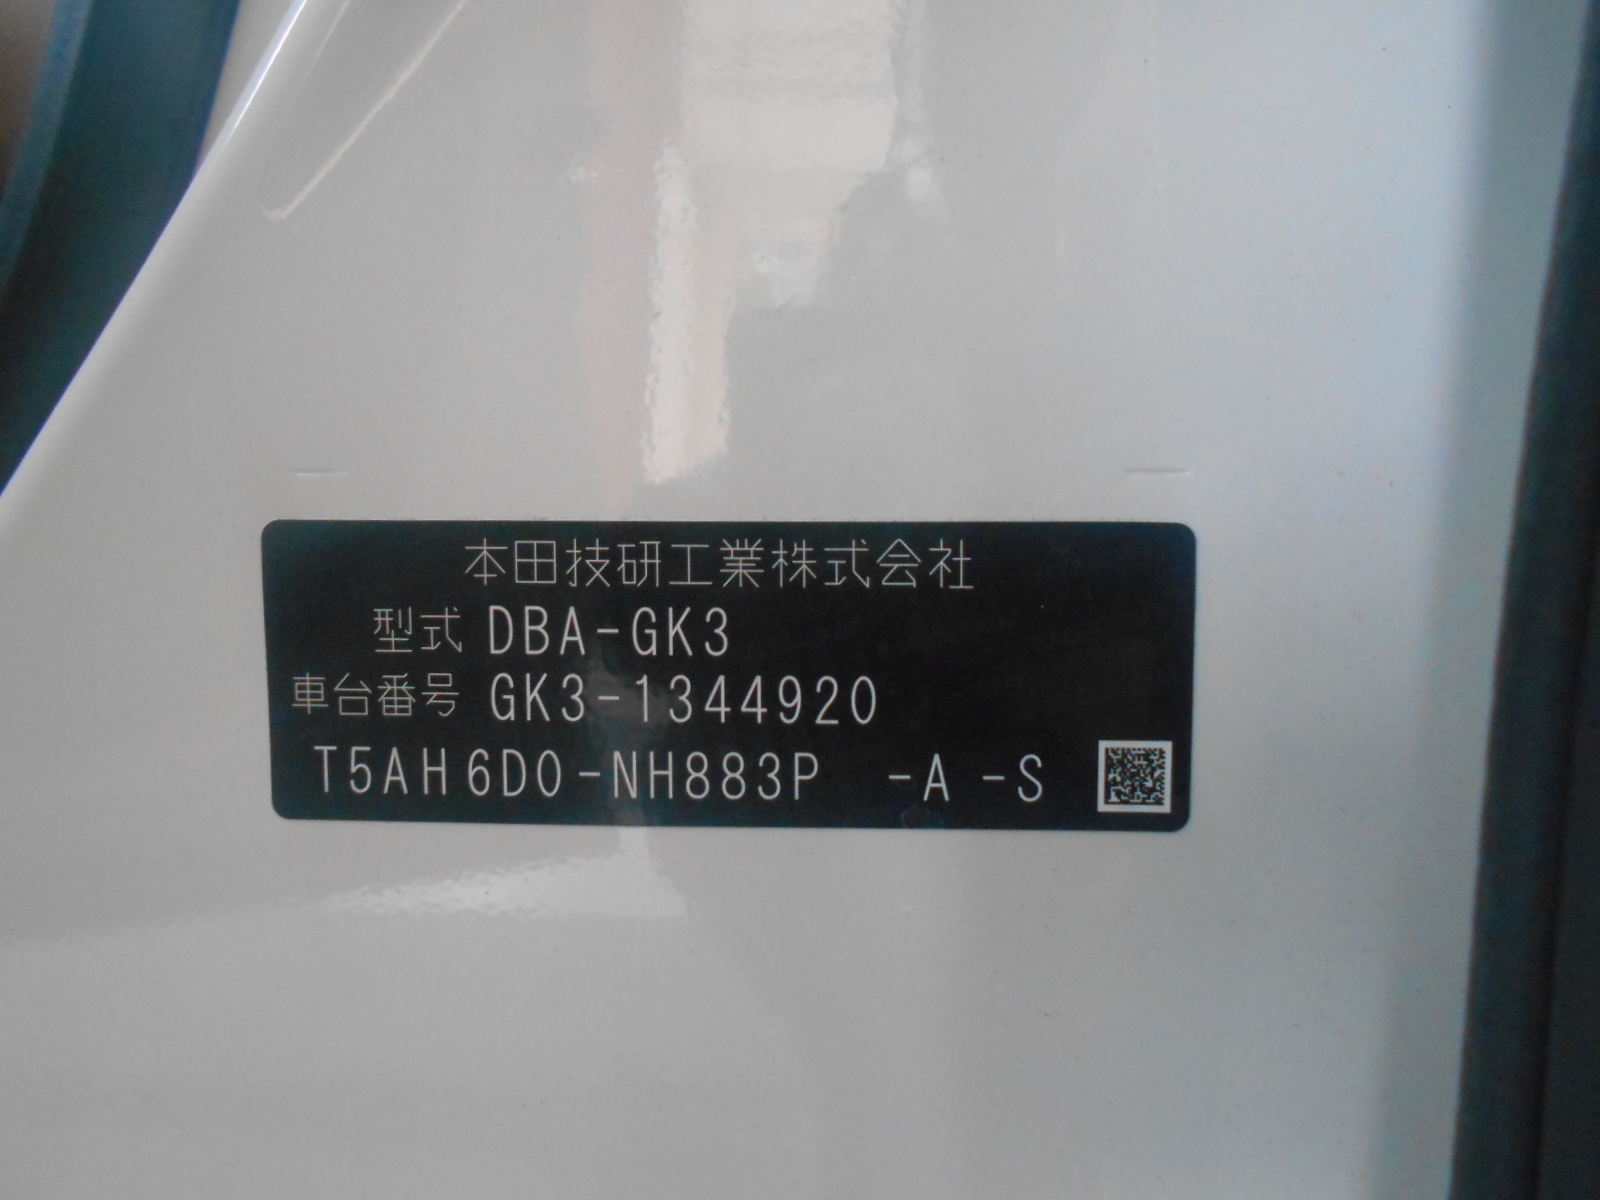 本田技研工業株式会社
型式 DBA-GK3
車台番号 GK3-1344920
T5AH6D0-NH883P -A -S